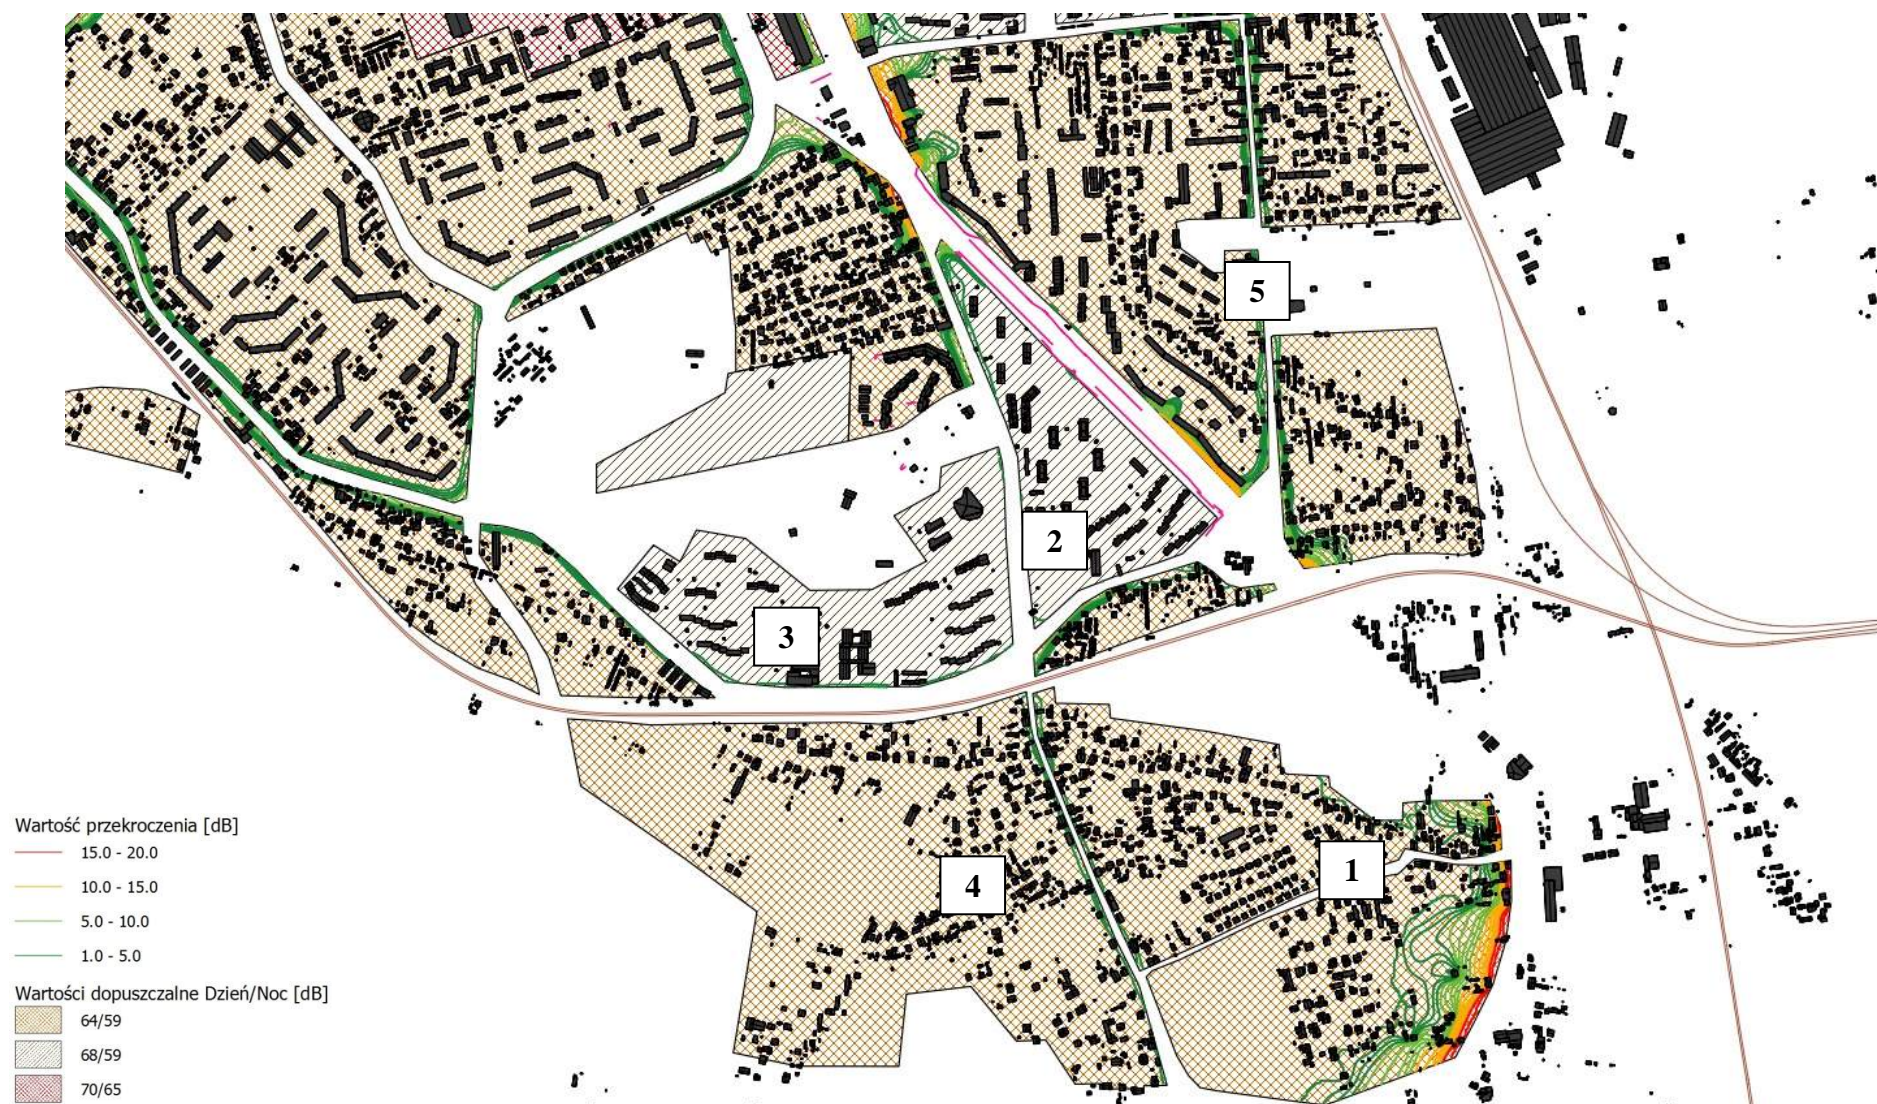 5
2
3
4
1
Wartość przekroczenia [dB]
15.0 - 20.0
10.0 - 15.0
5.0 - 10.0
1.0 - 5.0
Wartości dopuszczalne Dzień/Noc [dB]
64/59
68/59
70/65